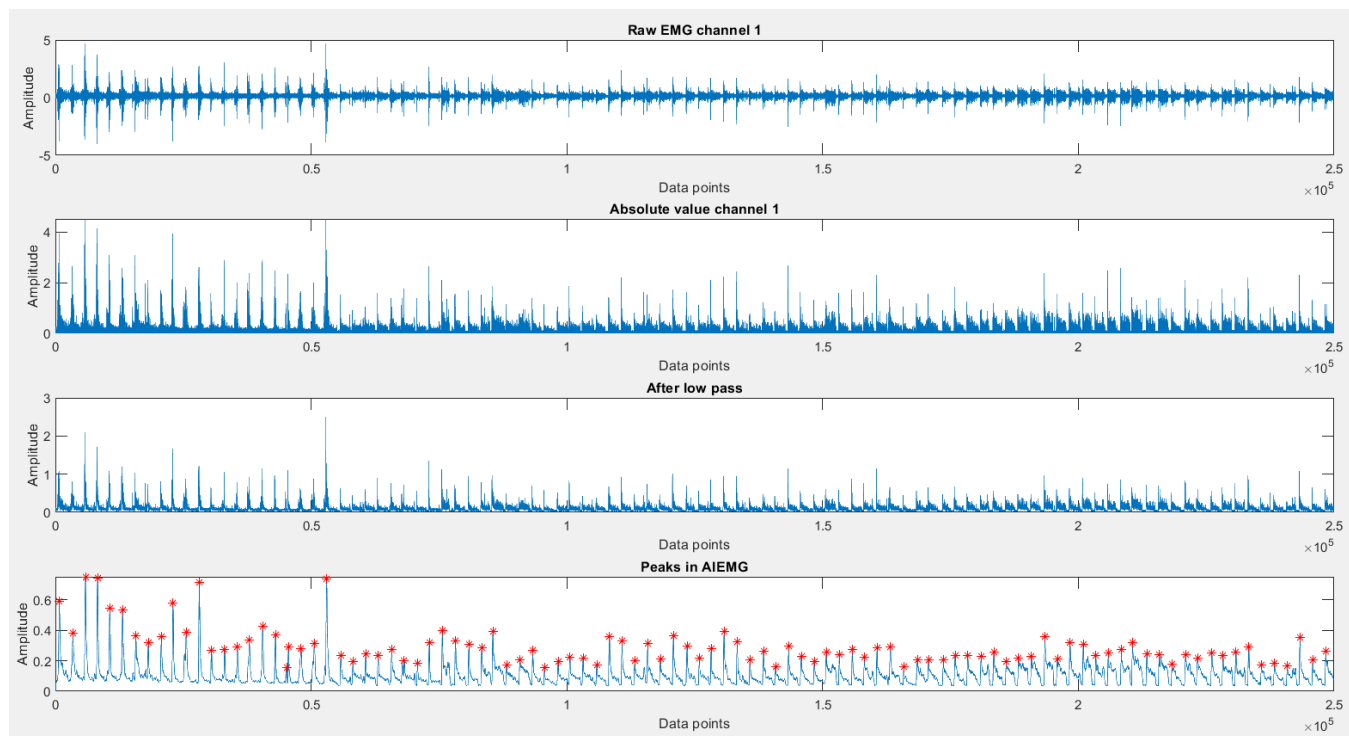 Raw EMG channel 1
5
0
-5
Amplitude
0 0.5 1 1.5 2 2.5
Data points
×10^5
Absolute value channel 1
4
2
0
Amplitude
0 0.5 1 1.5 2 2.5
Data points
×10^5
After low pass
3
2
1
0
Amplitude
0 0.5 1 1.5 2 2.5
Data points
×10^5
Peaks in AIEMG
0.6
0.4
0.2
0
Amplitude
0 0.5 1 1.5 2 2.5
Data points
×10^5